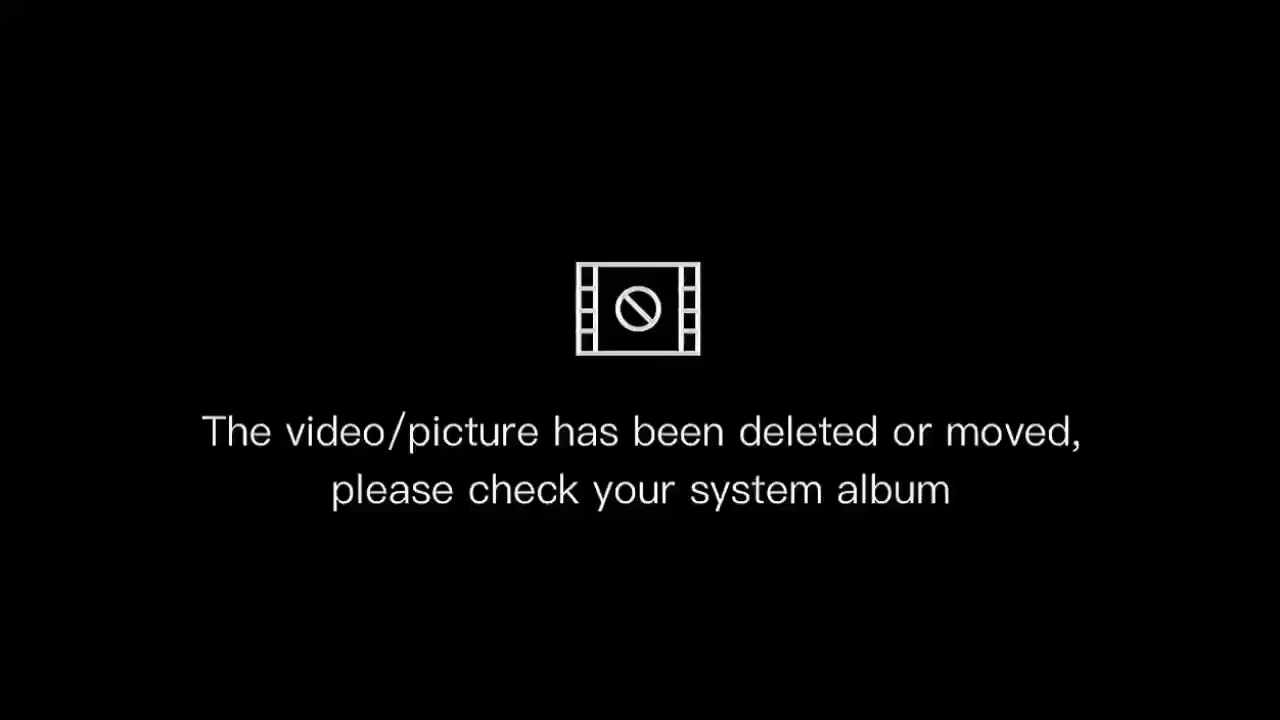 The video/picture has been deleted or moved,
please check your system album